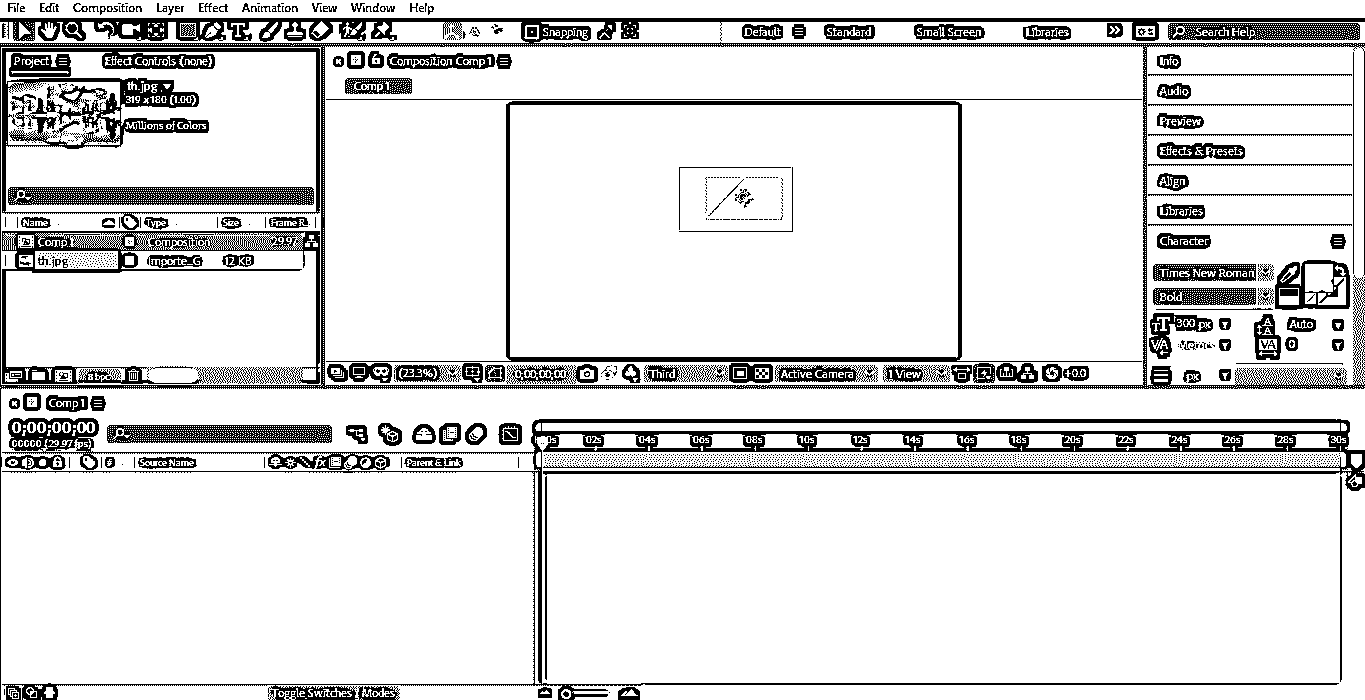 File Edit Composition Layer Effect Animation View Window Help
Snapping Default Standard Small Screen Libraries Search Help
Project Effect Controls (none)
th.jpg
319 x 180 (1.00)
Millions of Colors
Name Type Size Frame R..
Comp 1 Composition 29.97
th.jpg Importe..G 12 KB
8 bpc
Composition Comp 1
Comp 1
(23.3%) 0;00;00;00 Third Active Camera 1 View +0.0
Info
Audio
Preview
Effects & Presets
Align
Libraries
Character
Times New Roman
Bold
300 px Auto
Metrics 0
px
Comp 1
0;00;00;00
00000 (29.97 fps)
# Source Name Parent & Link
02s 04s 06s 08s 10s 12s 14s 16s 18s 20s 22s 24s 26s 28s 30s
Toggle Switches / Modes